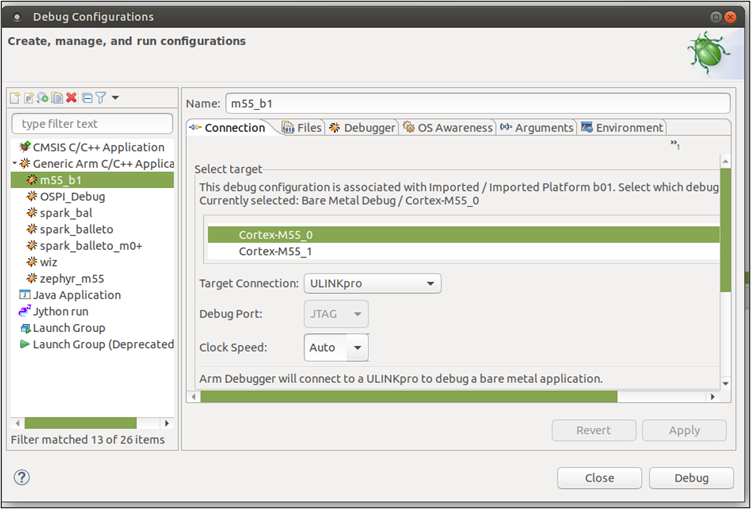 Debug Configurations
Create, manage, and run configurations
type filter text
CMSIS C/C++ Application
Generic Arm C/C++ Applica
m55_b1
OSPI_Debug
spark_bal
spark_balleto
spark_balleto_m0+
wiz
zephyr_m55
Java Application
Jython run
Launch Group
Launch Group (Deprecated
Filter matched 13 of 26 items
Name: m55_b1
Connection Files Debugger OS Awareness Arguments Environment
»1
Select target
This debug configuration is associated with Imported / Imported Platform b01. Select which debug
Currently selected: Bare Metal Debug / Cortex-M55_0
Cortex-M55_0
Cortex-M55_1
Target Connection: ULINKpro
Debug Port: JTAG
Clock Speed: Auto
Arm Debugger will connect to a ULINKpro to debug a bare metal application.
Revert Apply
Close Debug